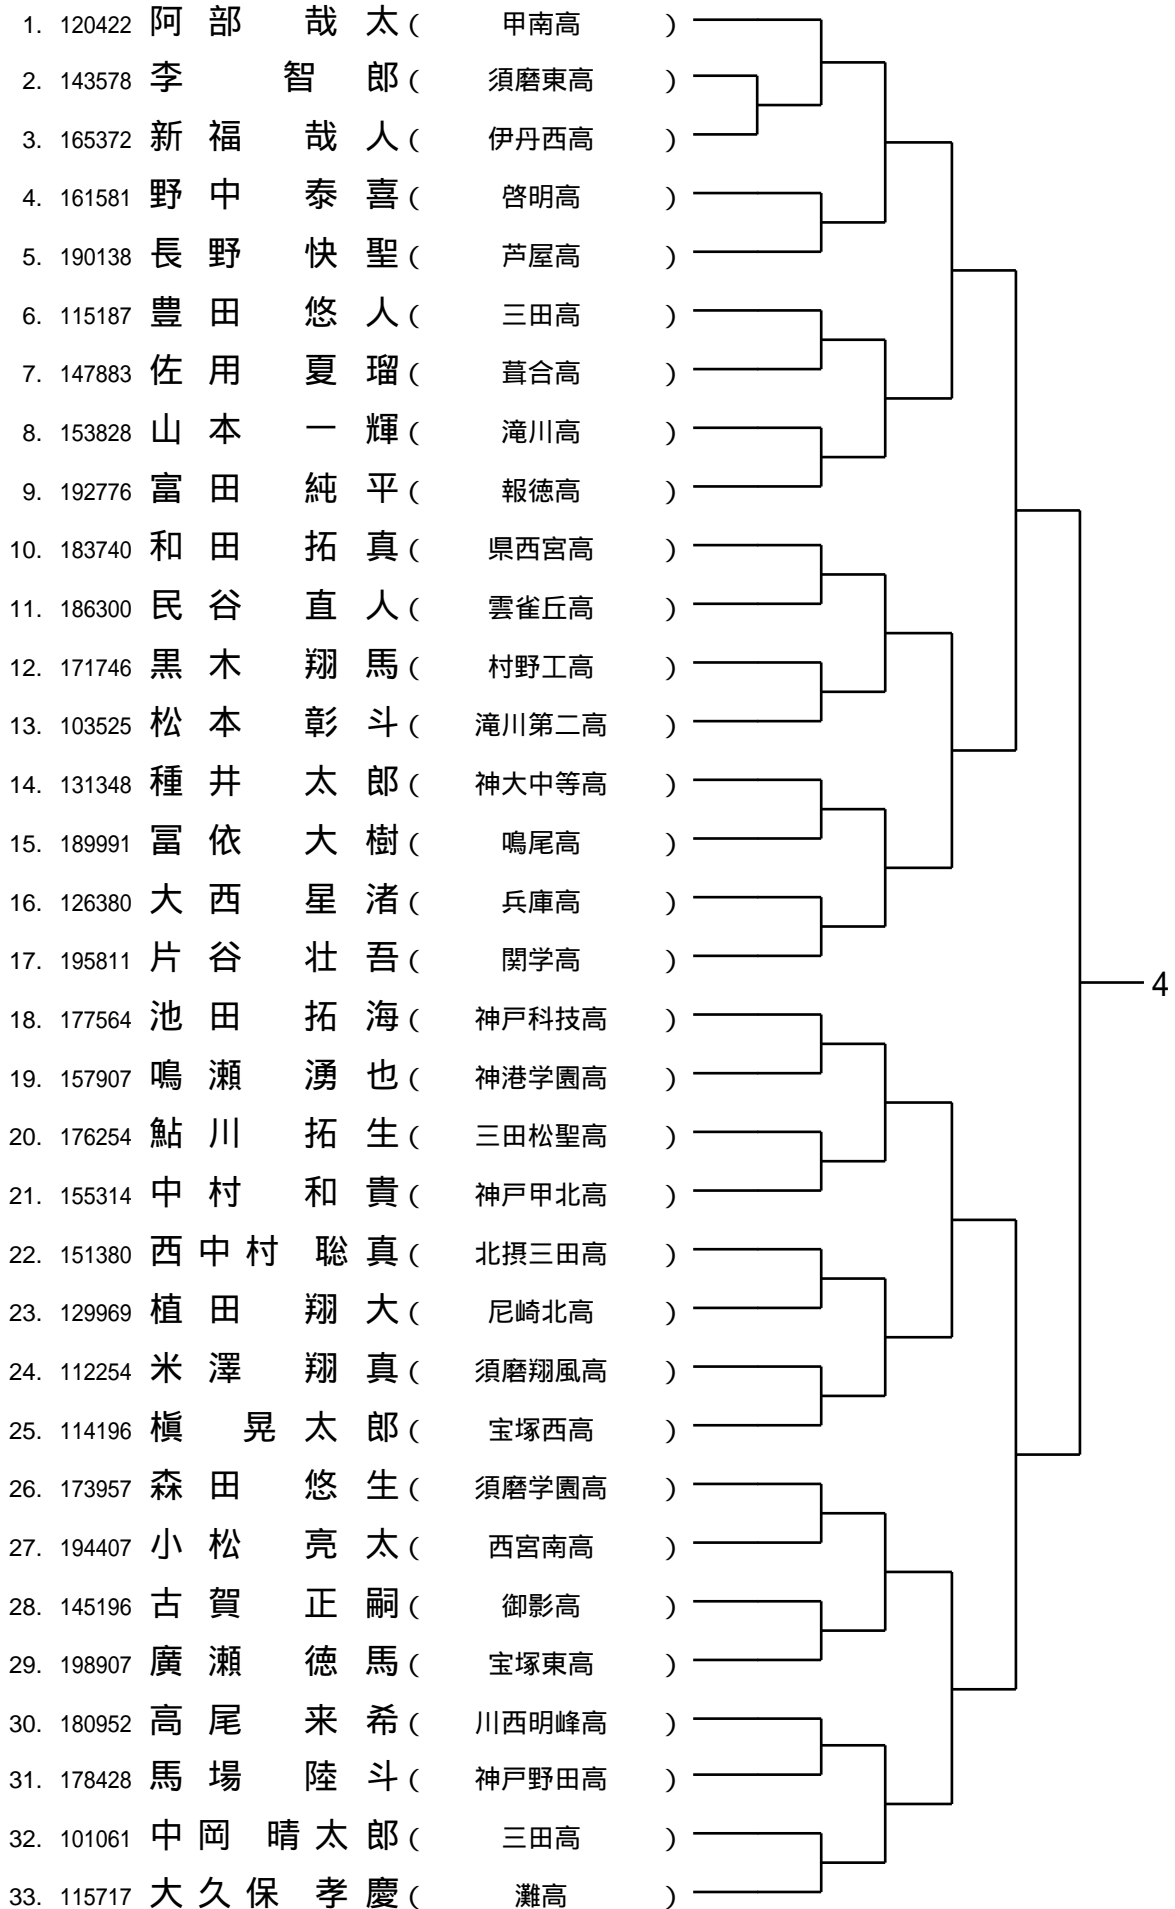 1. 120422 阿部 哉太 ( 甲南高 )
2. 143578 李 智郎 ( 須磨東高 )
3. 165372 新福 哉人 ( 伊丹西高 )
4. 161581 野中 泰喜 ( 啓明高 )
5. 190138 長野 快聖 ( 芦屋高 )
6. 115187 豊田 悠人 ( 三田高 )
7. 147883 佐用 夏瑠 ( 葺合高 )
8. 153828 山本 一輝 ( 滝川高 )
9. 192776 富田 純平 ( 報徳高 )
10. 183740 和田 拓真 ( 県西宮高 )
11. 186300 民谷 直人 ( 雲雀丘高 )
12. 171746 黒木 翔馬 ( 村野工高 )
13. 103525 松本 彰斗 ( 滝川第二高 )
14. 131348 種井 太郎 ( 神大中等高 )
15. 189991 冨依 大樹 ( 鳴尾高 )
16. 126380 大西 星渚 ( 兵庫高 )
17. 195811 片谷 壮吾 ( 関学高 )
4
18. 177564 池田 拓海 ( 神戸科技高 )
19. 157907 鳴瀬 湧也 ( 神港学園高 )
20. 176254 鮎川 拓生 ( 三田松聖高 )
21. 155314 中村 和貴 ( 神戸甲北高 )
22. 151380 西中村 聡真 ( 北摂三田高 )
23. 129969 植田 翔大 ( 尼崎北高 )
24. 112254 米澤 翔真 ( 須磨翔風高 )
25. 114196 槇 晃太郎 ( 宝塚西高 )
26. 173957 森田 悠生 ( 須磨学園高 )
27. 194407 小松 亮太 ( 西宮南高 )
28. 145196 古賀 正嗣 ( 御影高 )
29. 198907 廣瀬 徳馬 ( 宝塚東高 )
30. 180952 高尾 来希 ( 川西明峰高 )
31. 178428 馬場 陸斗 ( 神戸野田高 )
32. 101061 中岡 晴太郎 ( 三田高 )
33. 115717 大久保 孝慶 ( 灘高 )